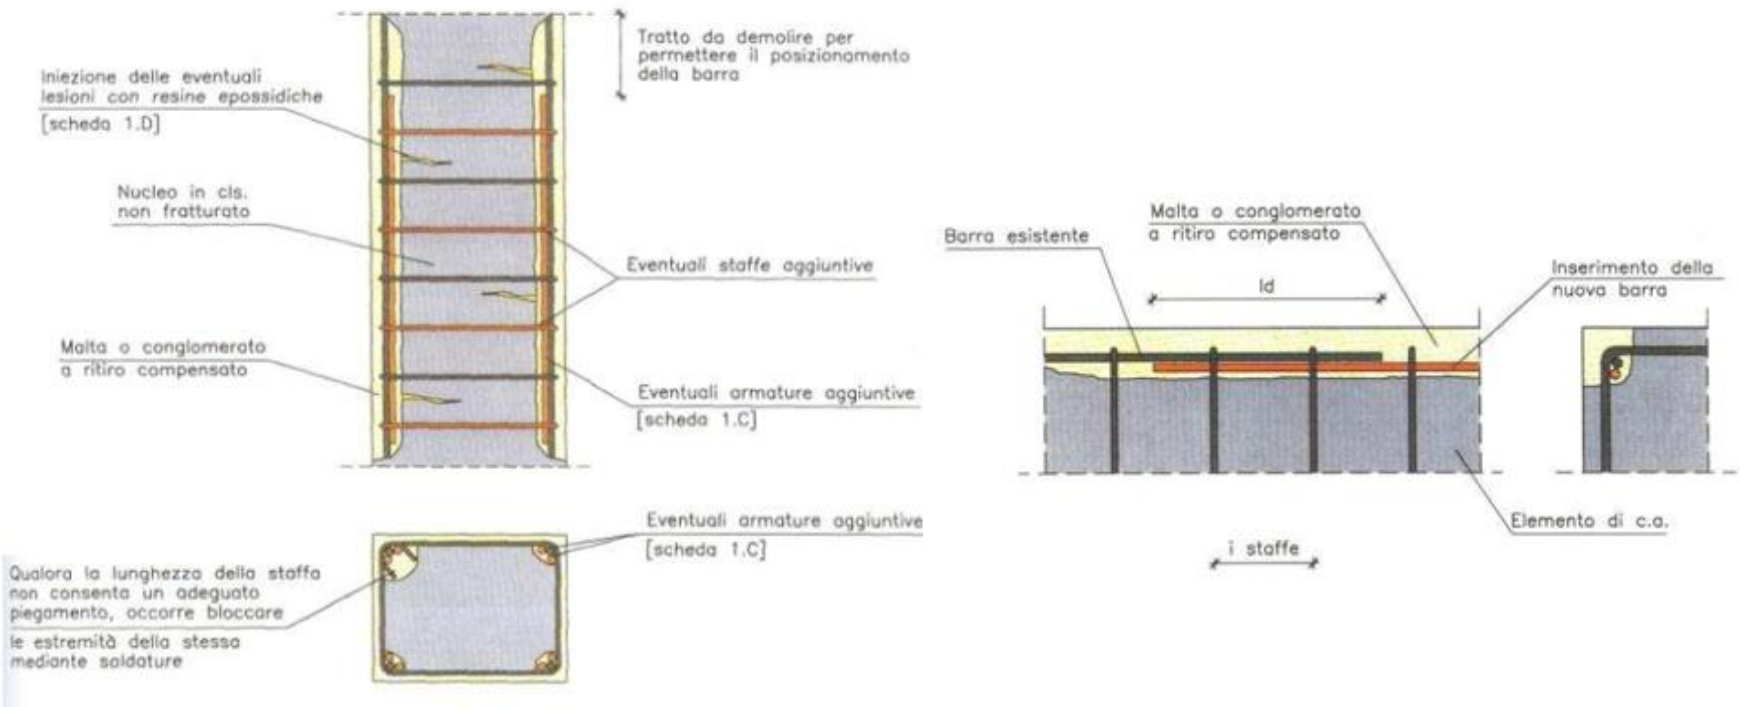 Tratto da demolire per
permettere il posizionamento
della barra
Iniezione delle eventuali
lesioni con resine epossidiche
[scheda 1.D]
Nucleo in cls.
non fratturato
Eventuali staffe aggiuntive
Malta o conglomerato
a ritiro compensato
Eventuali armature aggiuntive
[scheda 1.C]
Eventuali armature aggiuntive
[scheda 1.C]
Qualora la lunghezza della staffa
non consenta un adeguato
piegamento, occorre bloccare
le estremità della stessa
mediante saldature
Malta o conglomerato
a ritiro compensato
Barra esistente
Inserimento della
nuova barra
ld
Elemento di c.a.
i staffe